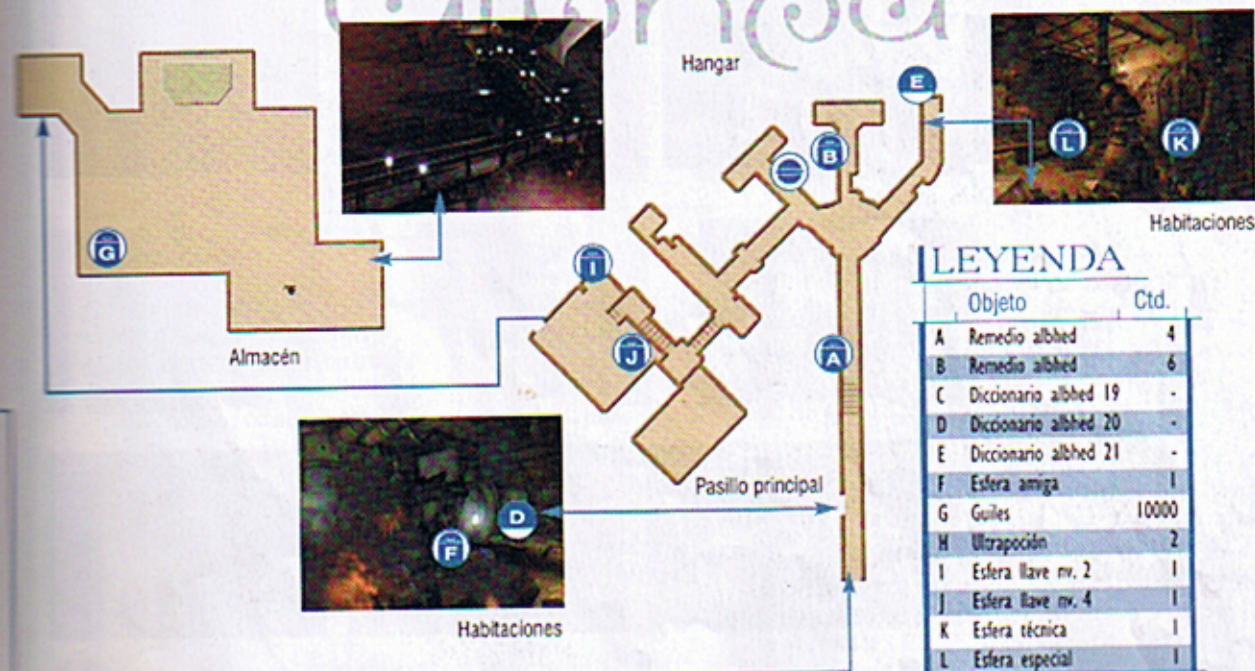 Hangar
E
L
K
B
Habitaciones
G
I
J
A
Almacén
LEYENDA
Objeto Ctd.
A Remedio albhed 4
B Remedio albhed 6
C Diccionario albhed 19 -
D Diccionario albhed 20 -
E Diccionario albhed 21 -
F Esfera amiga 1
G Guiles 10000
H Ultrapoción 2
I Esfera llave nv. 2 1
J Esfera llave nv. 4 1
K Esfera técnica 1
L Esfera especial 1
Pasillo principal
D
F
Habitaciones